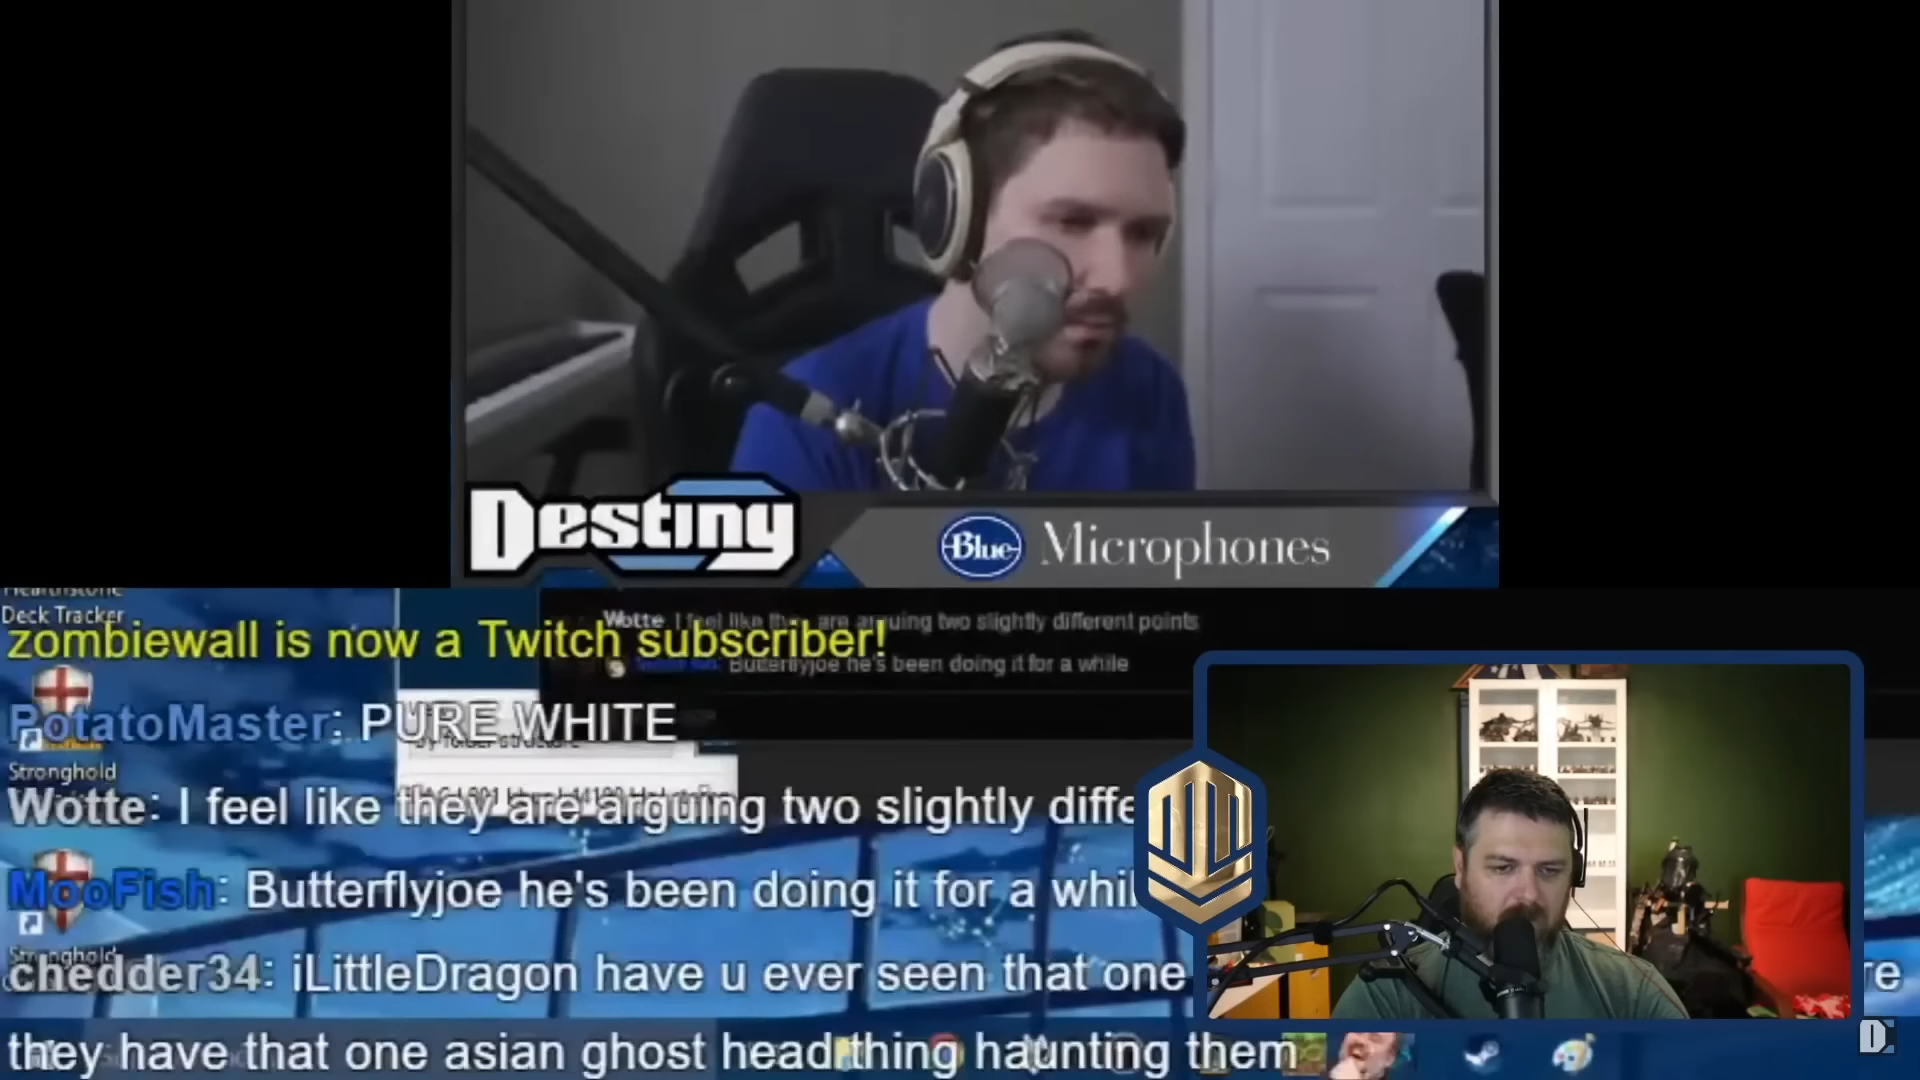 Destiny
Blue Microphones
Deck Tracker
Wotte I feel like they are arguing two slightly different points
zombiewall is now a Twitch subscriber!
Butterflyjoe he's been doing it for a while
PotatoMaster: PURE WHITE
Stronghold
Wotte: I feel like they are arguing two slightly diffe
MooFish: Butterflyjoe he's been doing it for a whil
Stronghold
chedder34: iLittleDragon have u ever seen that one re
they have that one asian ghost head thing haunting them
D.